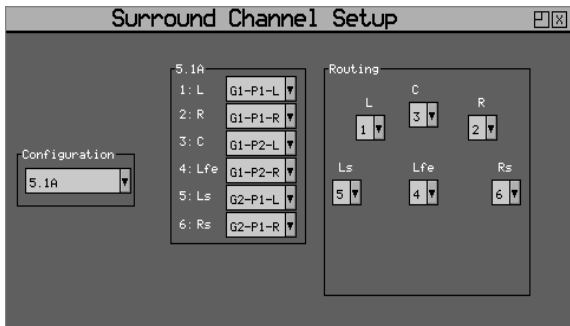 Surround Channel Setup
Configuration
5.1A
5.1A
1: L G1-P1-L
2: R G1-P1-R
3: C G1-P2-L
4: Lfe G1-P2-R
5: Ls G2-P1-L
6: Rs G2-P1-R
Routing
L C R
1 3 2
Ls Lfe Rs
5 4 6